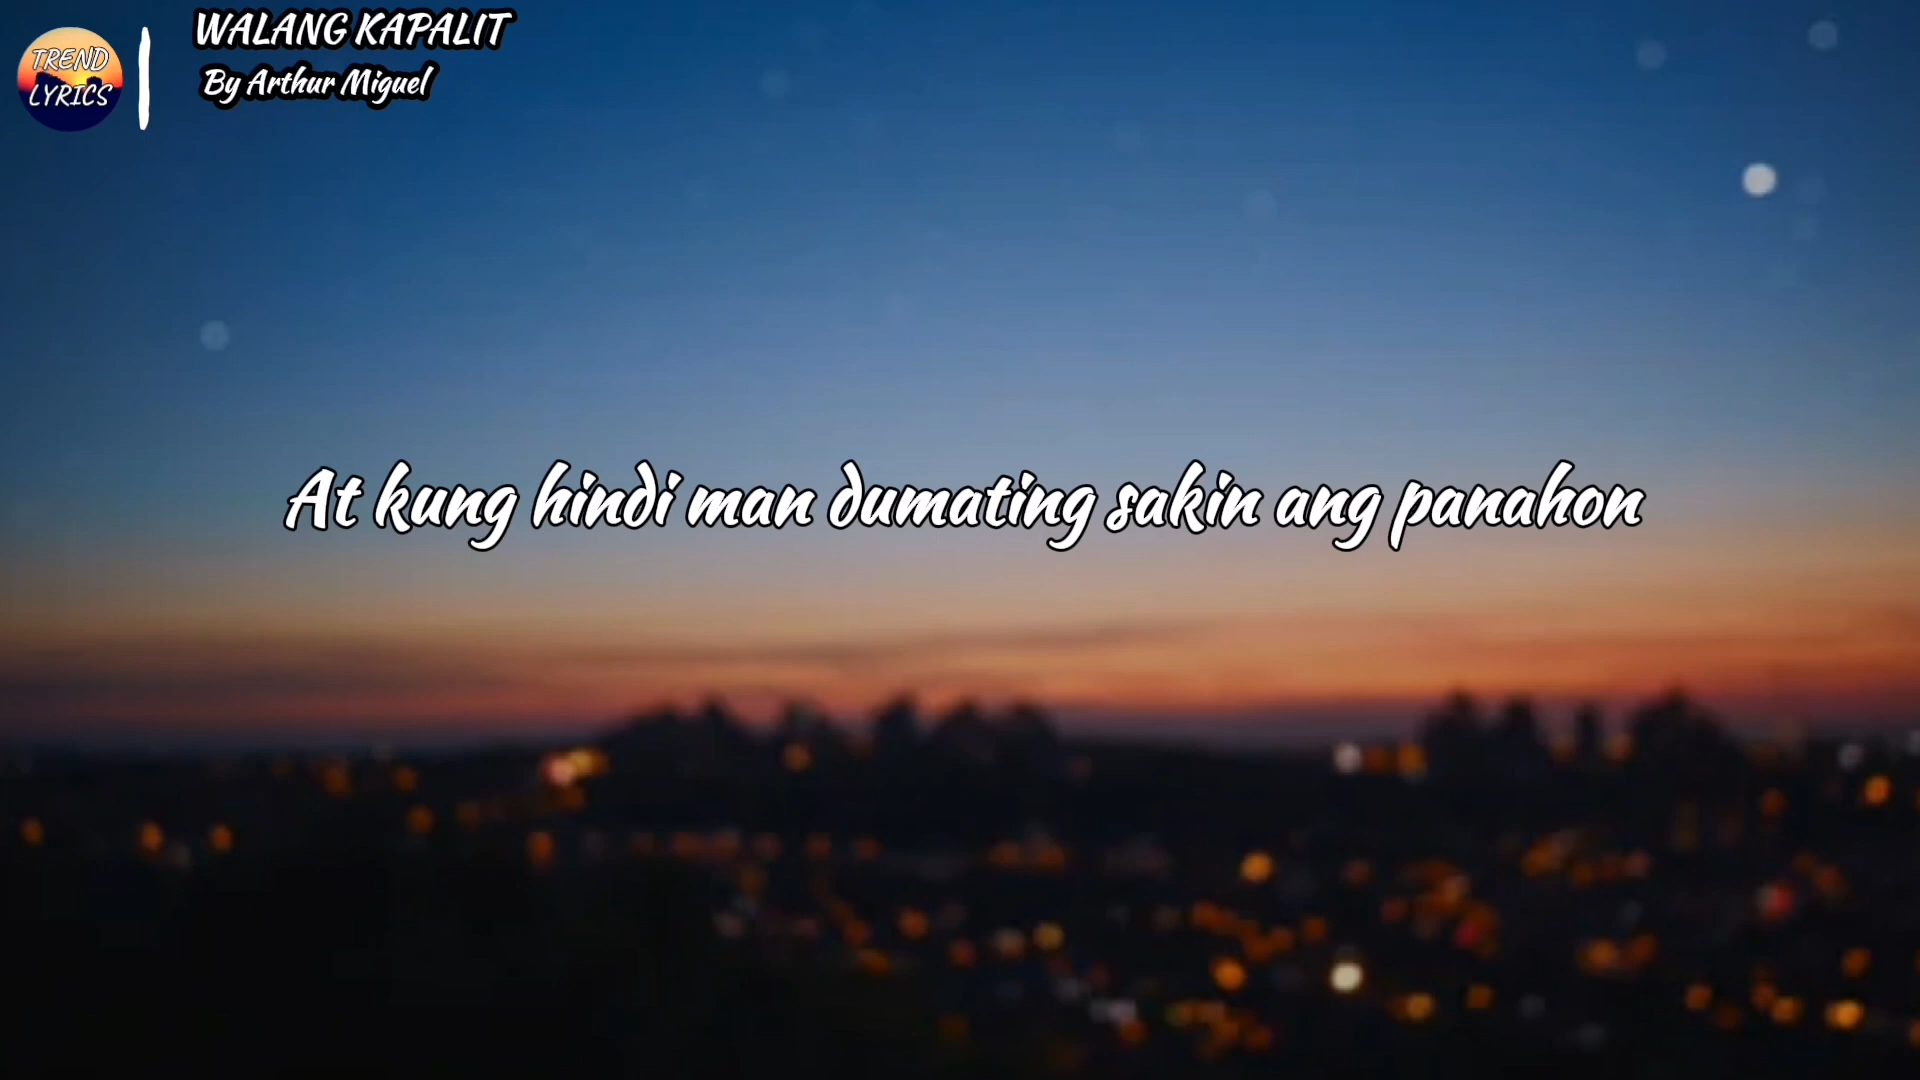 TREND
LYRICS
WALANG KAPALIT
By Arthur Miguel
At kung hindi man dumating sakin ang panahon